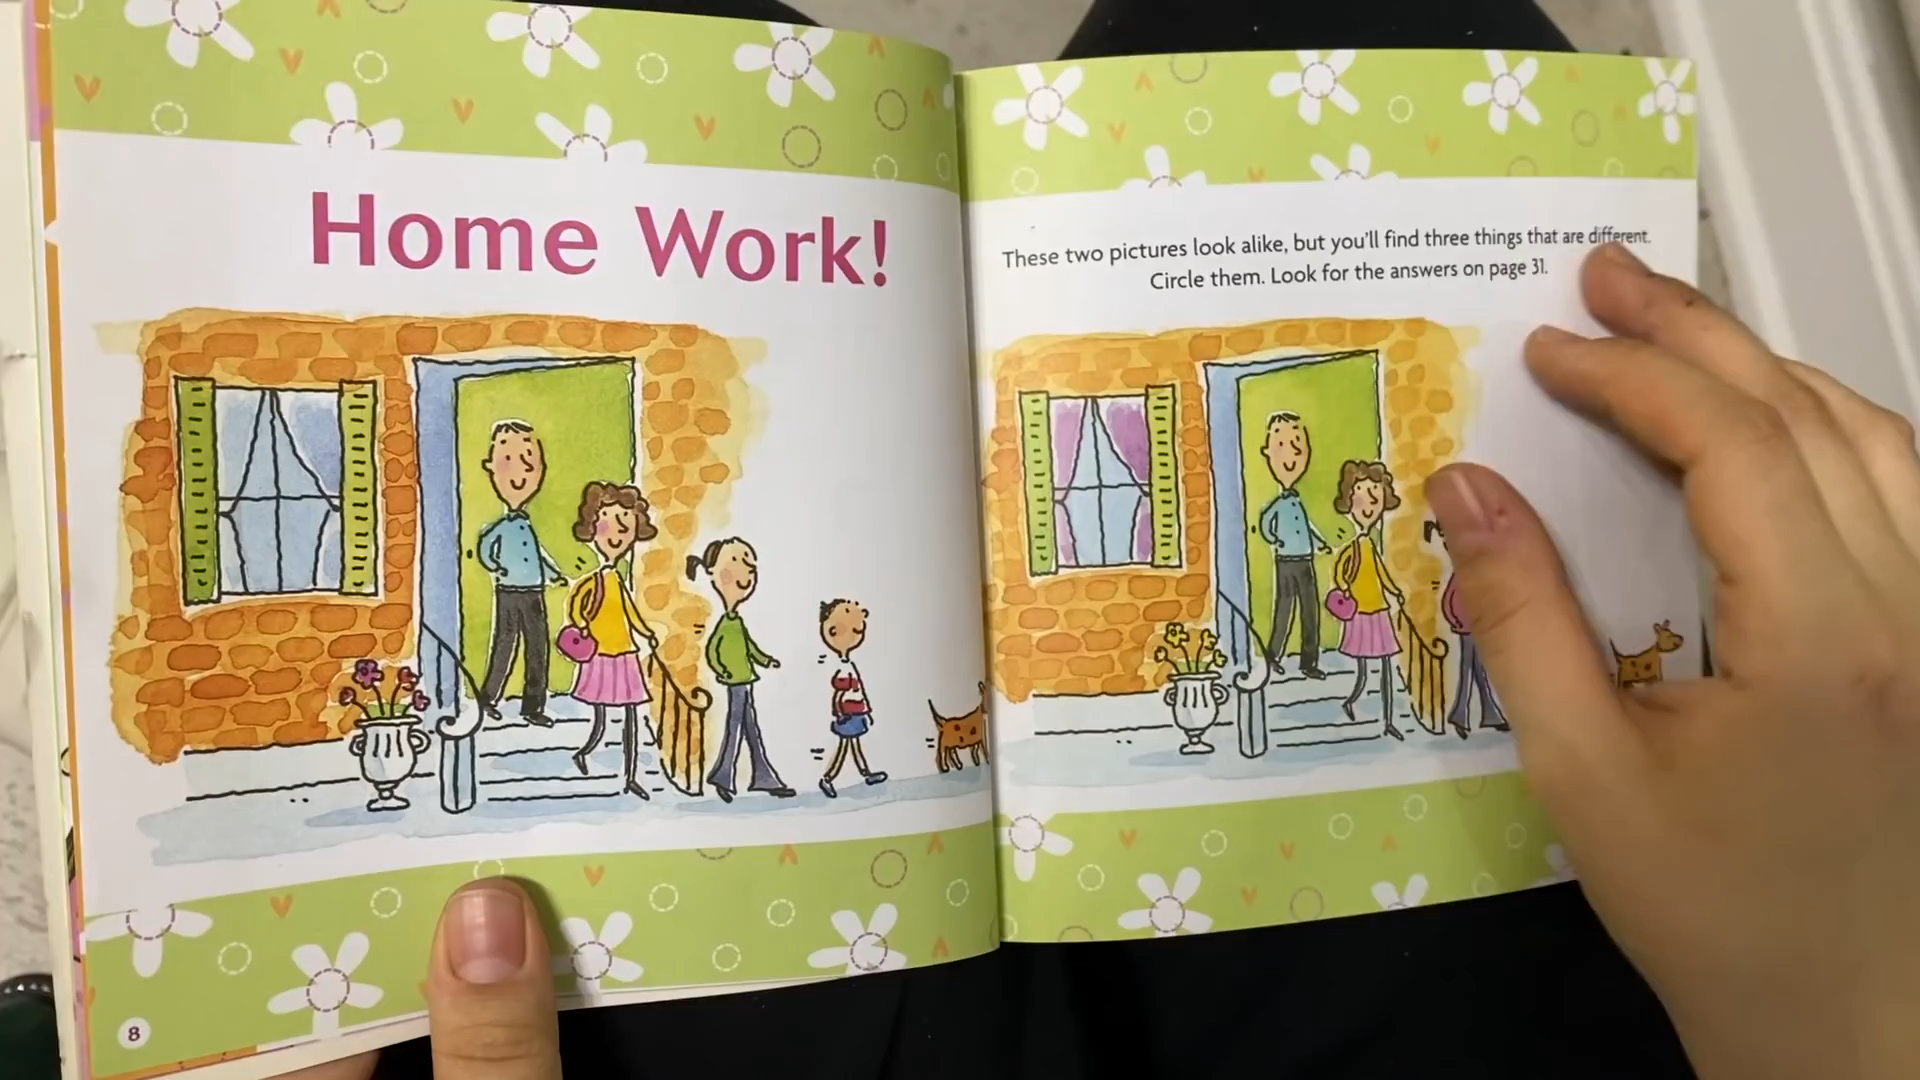 Home Work!
These two pictures look alike, but you'll find three things that are different.
Circle them. Look for the answers on page 31.
8